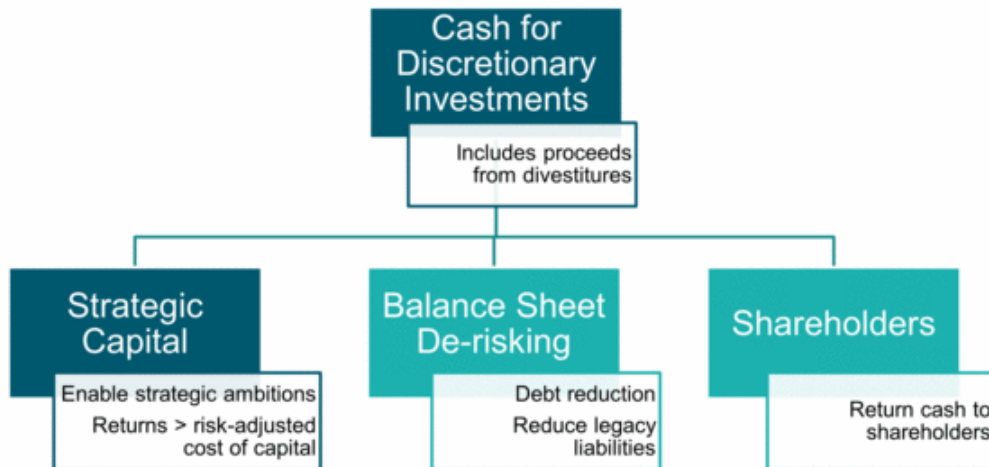 Cash for
Discretionary
Investments
Includes proceeds
from divestitures
Strategic
Capital
Enable strategic ambitions
Returns > risk-adjusted
cost of capital
Balance Sheet
De-risking
Debt reduction
Reduce legacy
liabilities
Shareholders
Return cash to
shareholders